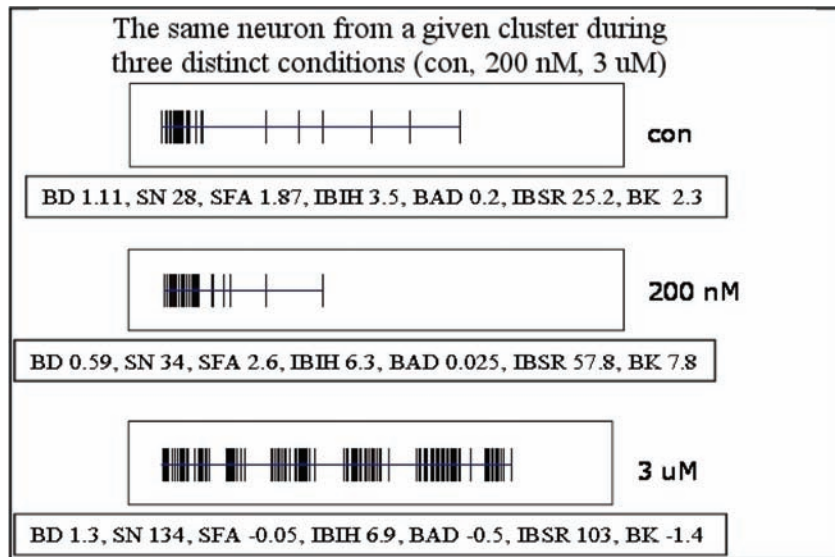 The same neuron from a given cluster during
three distinct conditions (con, 200 nM, 3 uM)
con
BD 1.11, SN 28, SFA 1.87, IBIH 3.5, BAD 0.2, IBSR 25.2, BK 2.3
200 nM
BD 0.59, SN 34, SFA 2.6, IBIH 6.3, BAD 0.025, IBSR 57.8, BK 7.8
3 uM
BD 1.3, SN 134, SFA -0.05, IBIH 6.9, BAD -0.5, IBSR 103, BK -1.4